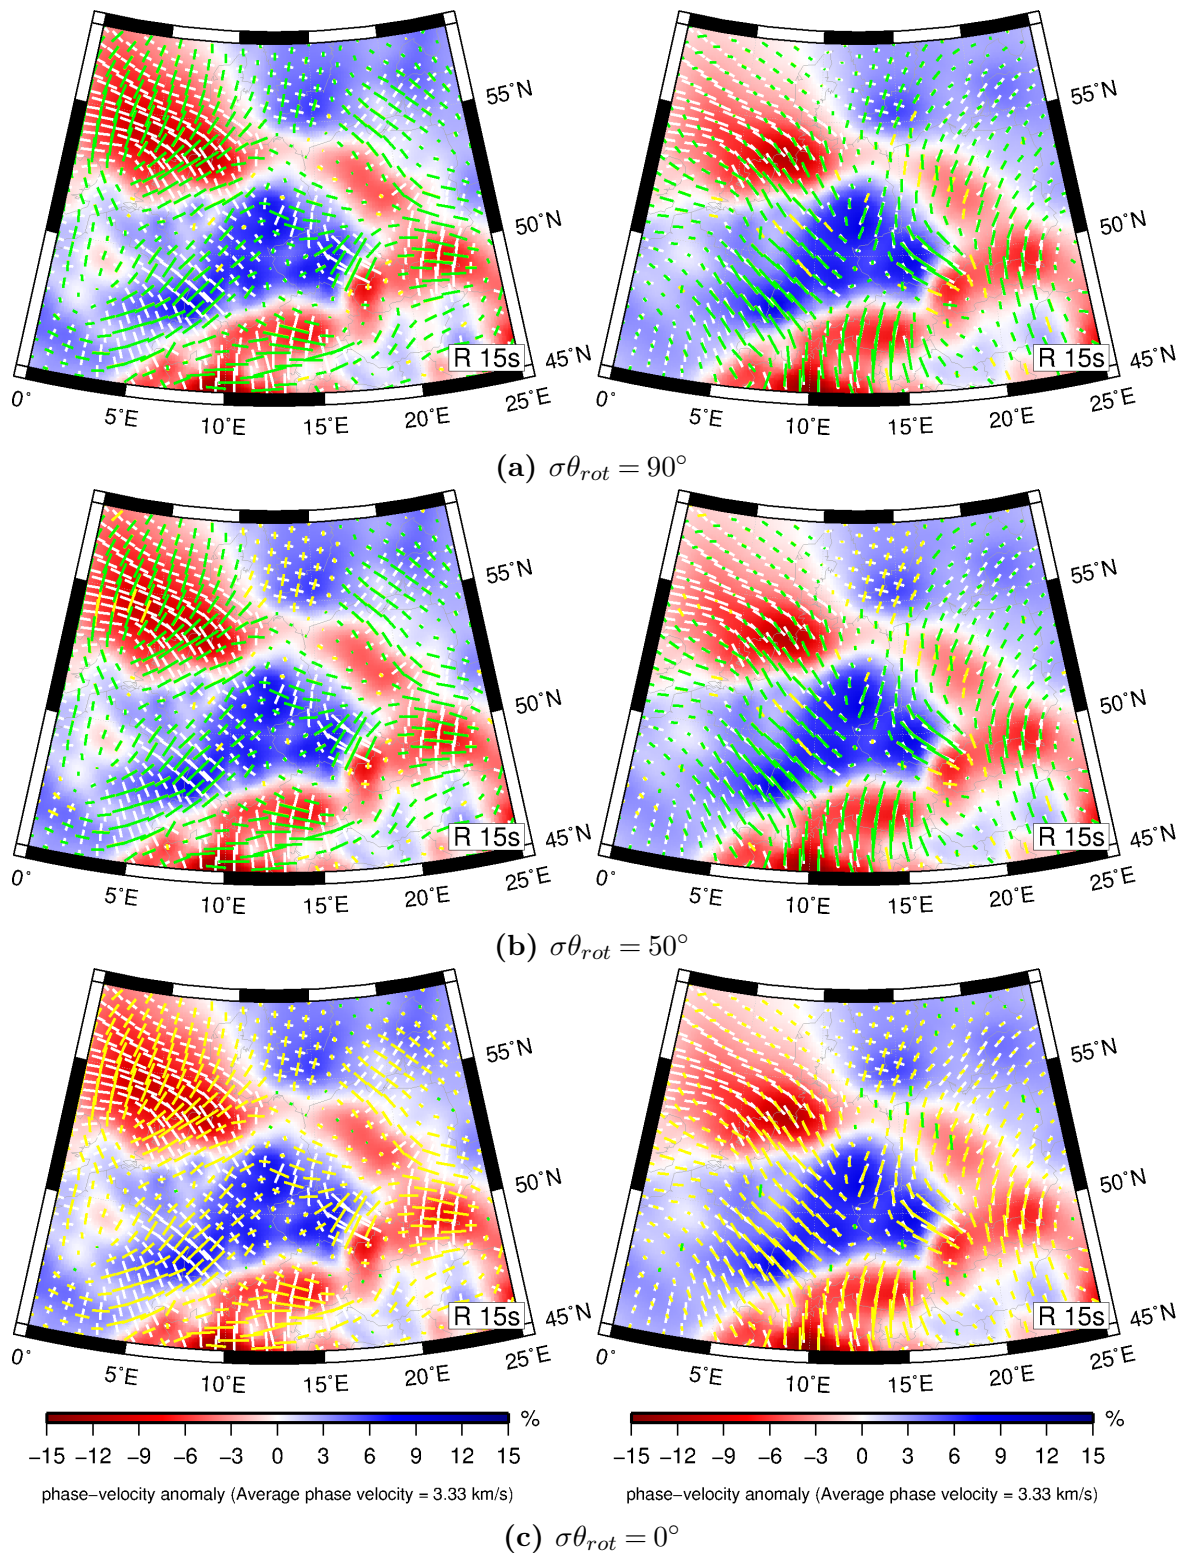 55°N
50°N
45°N
R 15s
0° 5°E 10°E 15°E 20°E 25°E
55°N
50°N
45°N
R 15s
0° 5°E 10°E 15°E 20°E 25°E
(a) σθrot = 90°
55°N
50°N
45°N
R 15s
0° 5°E 10°E 15°E 20°E 25°E
55°N
50°N
45°N
R 15s
0° 5°E 10°E 15°E 20°E 25°E
(b) σθrot = 50°
55°N
50°N
45°N
R 15s
0° 5°E 10°E 15°E 20°E 25°E
55°N
50°N
45°N
R 15s
0° 5°E 10°E 15°E 20°E 25°E
%
−15 −12 −9 −6 −3 0 3 6 9 12 15
phase−velocity anomaly (Average phase velocity = 3.33 km/s)
%
−15 −12 −9 −6 −3 0 3 6 9 12 15
phase−velocity anomaly (Average phase velocity = 3.33 km/s)
(c) σθrot = 0°